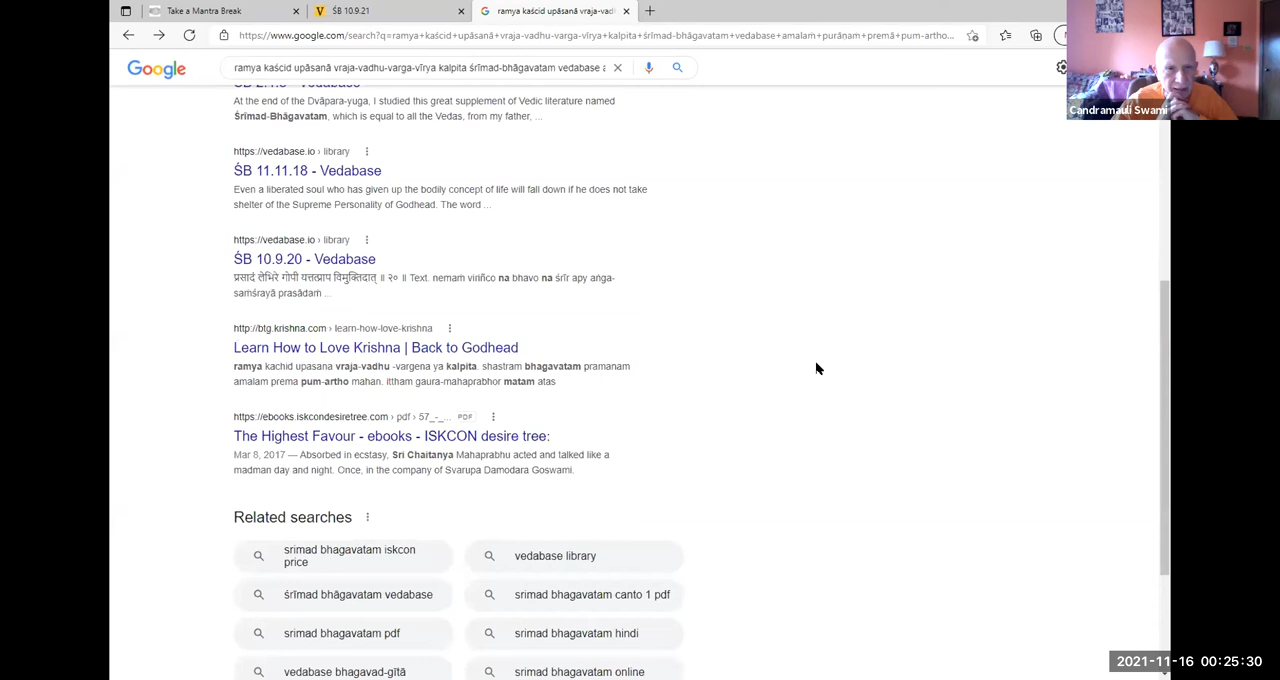 Take a Mantra Break
ŚB 10.9.21
ramya kaścid upāsanā vraja-vad
https://www.google.com/search?q=ramya+kaścid+upāsanā+vraja-vadhu-varga-vīrya+kalpita+śrīmad-bhāgavatam+vedabase+amalaṁ+purāṇaṁ+premā+pum-artho...
Google
ramya kaścid upāsanā vraja-vadhu-varga-vīrya kalpita śrīmad-bhāgavatam vedabase a
Candramauli Swami
At the end of the Dvāpara-yuga, I studied this great supplement of Vedic literature named
Śrīmad-Bhāgavatam, which is equal to all the Vedas, from my father, ...
https://vedabase.io › library
ŚB 11.11.18 - Vedabase
Even a liberated soul who has given up the bodily concept of life will fall down if he does not take
shelter of the Supreme Personality of Godhead. The word ...
https://vedabase.io › library
ŚB 10.9.20 - Vedabase
प्रसादं लेभिरे गोपी यत्तत्प्राप विमुक्तिदात् ॥ २० ॥ Text. nemaṁ viriñco na bhavo na śrīr apy aṅga-
saṁśrayā prasādaṁ ...
http://btg.krishna.com › learn-how-love-krishna
Learn How to Love Krishna | Back to Godhead
ramya kachid upasana vraja-vadhu -vargena ya kalpita. shastram bhagavatam pramanam
amalam prema pum-artho mahan. ittham gaura-mahaprabhor matam atas
https://ebooks.iskcondesiretree.com › pdf › 57_-_... PDF
The Highest Favour - ebooks - ISKCON desire tree:
Mar 8, 2017 — Absorbed in ecstasy, Sri Chaitanya Mahaprabhu acted and talked like a
madman day and night. Once, in the company of Svarupa Damodara Goswami.
Related searches
srimad bhagavatam iskcon
price
vedabase library
śrīmad bhāgavatam vedabase
srimad bhagavatam canto 1 pdf
srimad bhagavatam pdf
srimad bhagavatam hindi
vedabase bhagavad-gītā
srimad bhagavatam online
2021-11-16 00:25:30